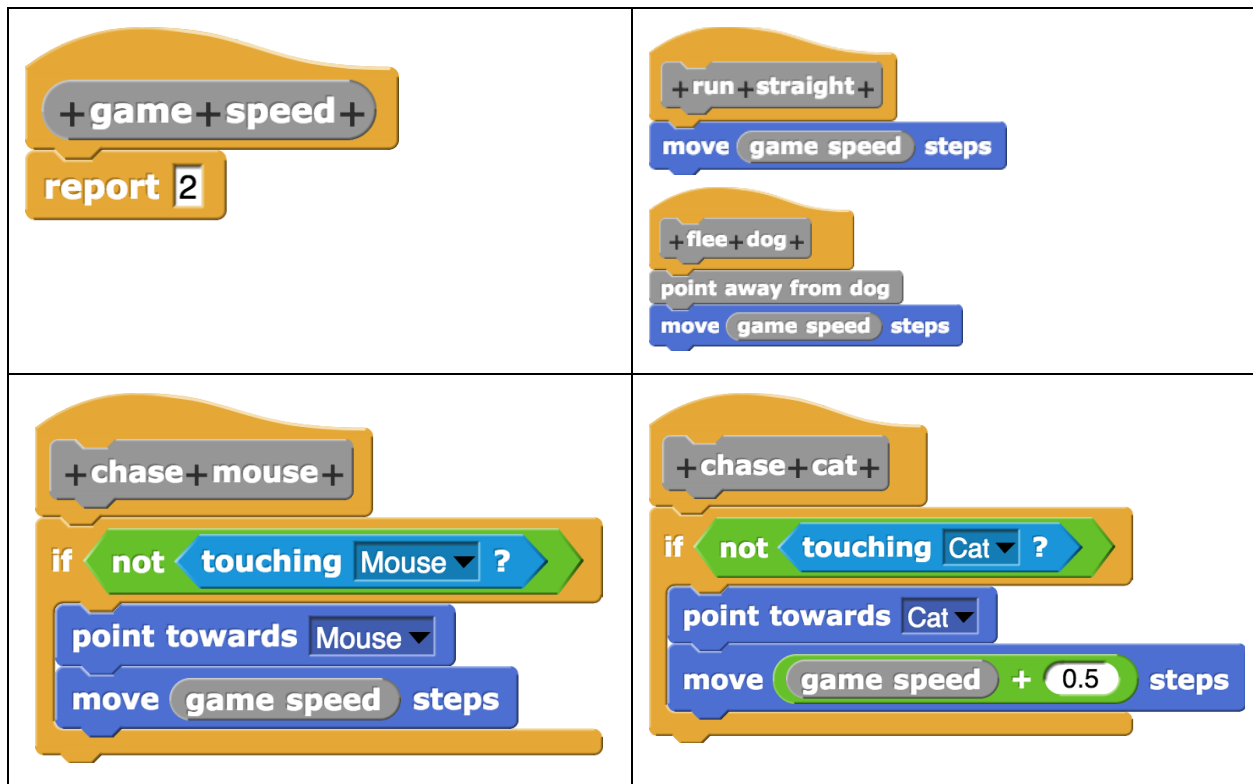 +game+speed+
report 2
+run+straight+
move game speed steps
+flee+dog+
point away from dog
move game speed steps
+chase+mouse+
if not touching Mouse ?
point towards Mouse
move game speed steps
+chase+cat+
if not touching Cat ?
point towards Cat
move game speed + 0.5 steps